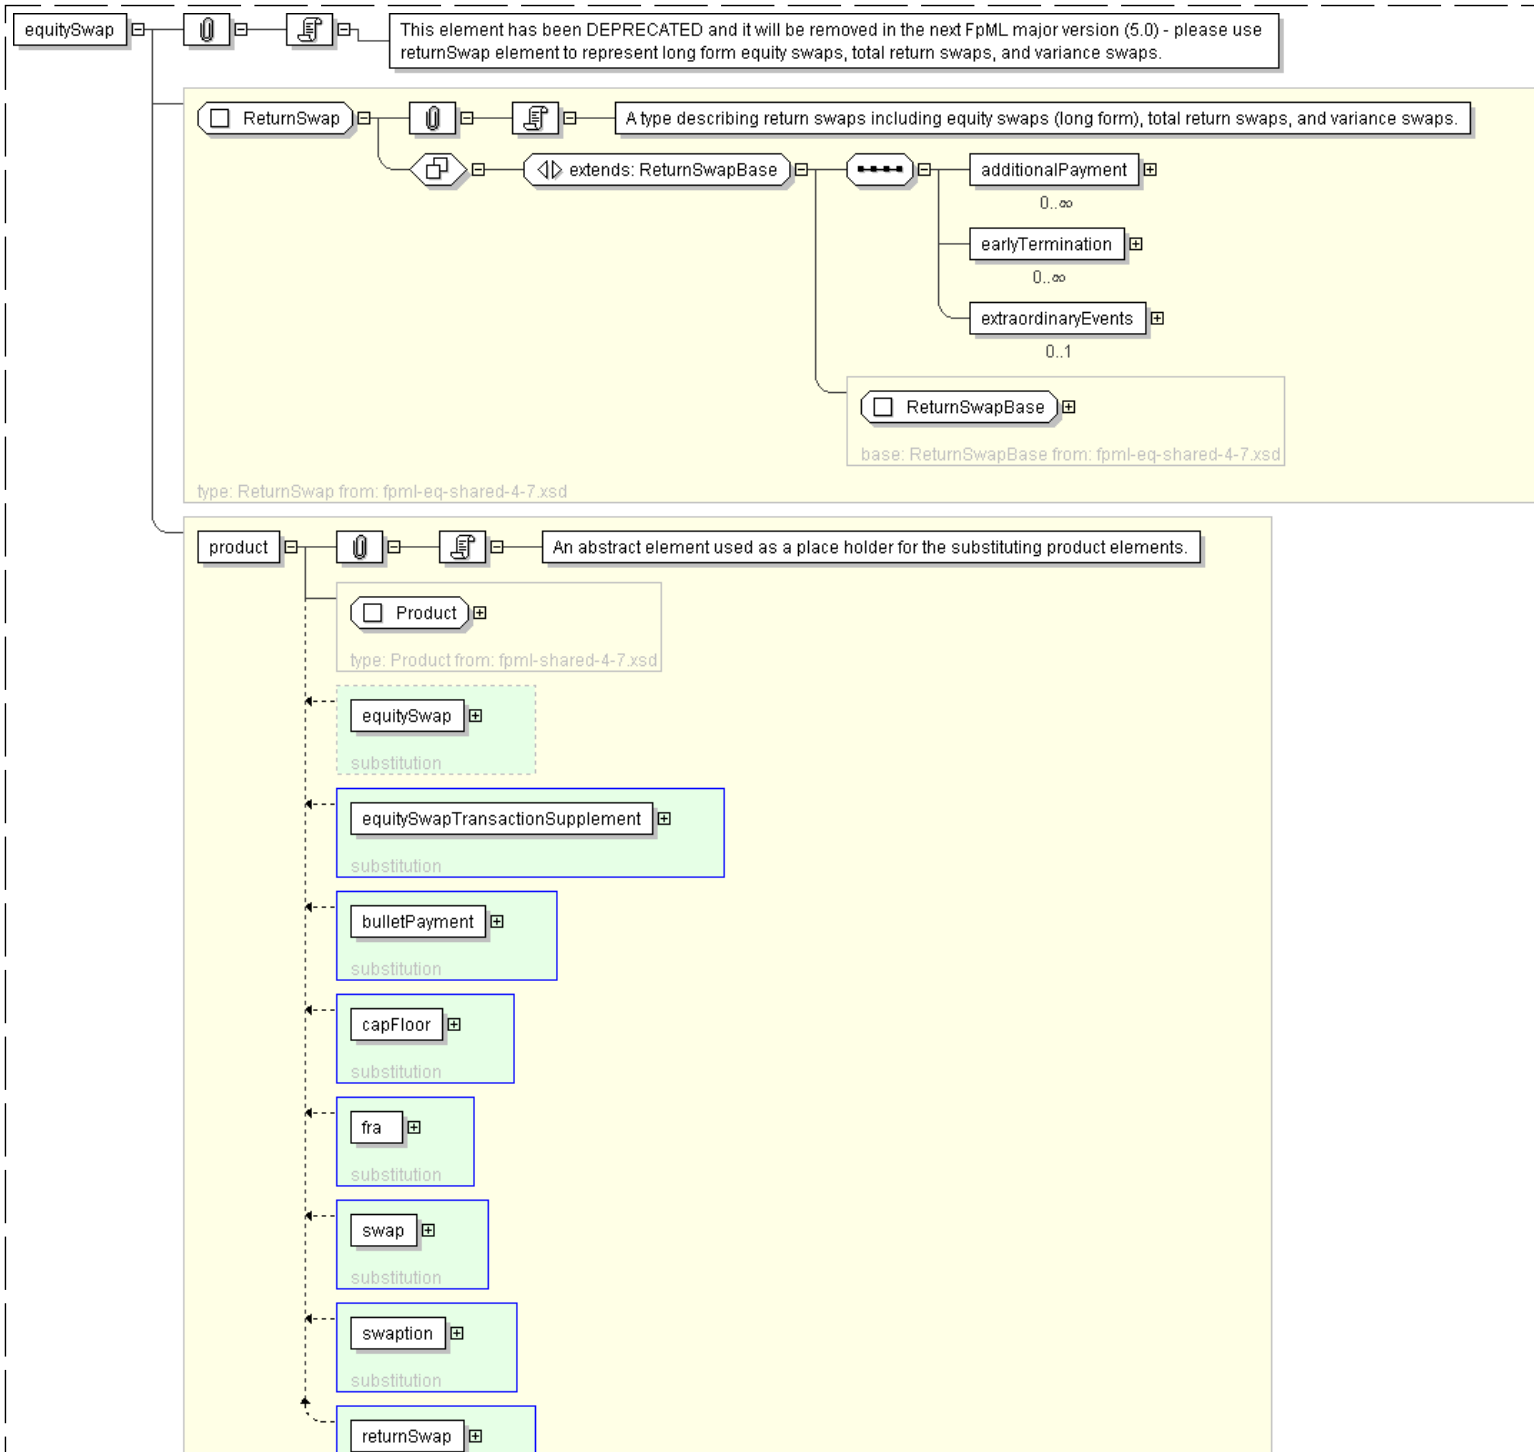 equitySwap
This element has been DEPRECATED and it will be removed in the next FpML major version (5.0) - please use
returnSwap element to represent long form equity swaps, total return swaps, and variance swaps.
ReturnSwap
A type describing return swaps including equity swaps (long form), total return swaps, and variance swaps.
extends: ReturnSwapBase
additionalPayment
0..∞
earlyTermination
0..∞
extraordinaryEvents
0..1
ReturnSwapBase
base: ReturnSwapBase from: fpml-eq-shared-4-7.xsd
type: ReturnSwap from: fpml-eq-shared-4-7.xsd
product
An abstract element used as a place holder for the substituting product elements.
Product
type: Product from: fpml-shared-4-7.xsd
equitySwap
substitution
equitySwapTransactionSupplement
substitution
bulletPayment
substitution
capFloor
substitution
fra
substitution
swap
substitution
swaption
substitution
returnSwap